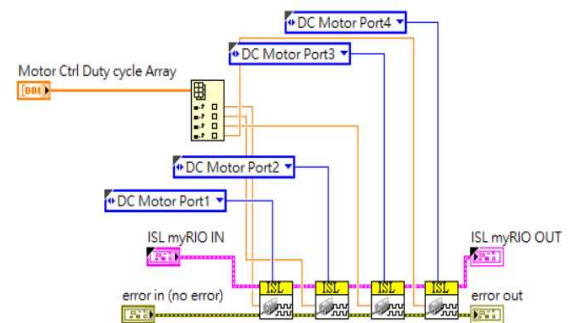 DC Motor Port4
DC Motor Port3
Motor Ctrl Duty cycle Array
DBL
DC Motor Port2
DC Motor Port1
ISL myRIO IN
ISL myRIO OUT
error in (no error)
ISL ISL ISL ISL
error out